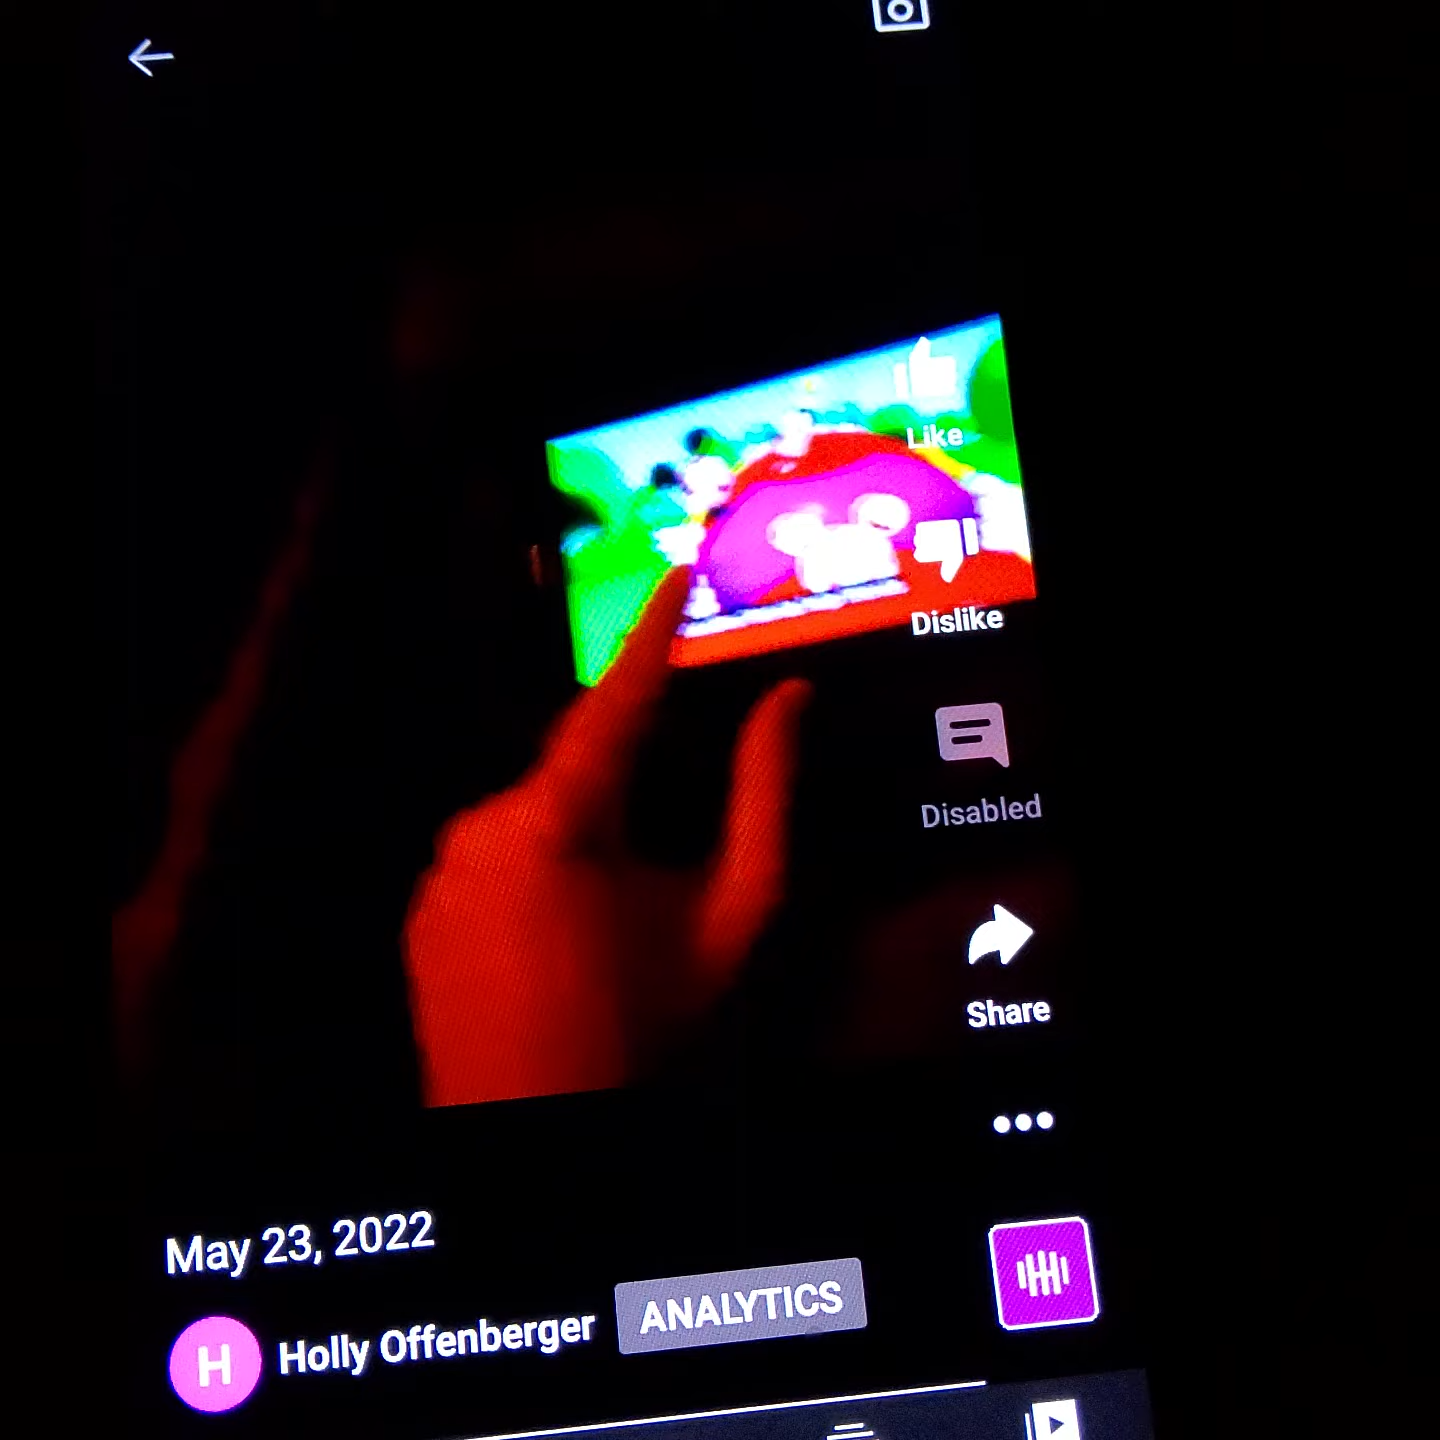 Like
Dislike
Disabled
Share
May 23, 2022
H
Holly Offenberger
ANALYTICS